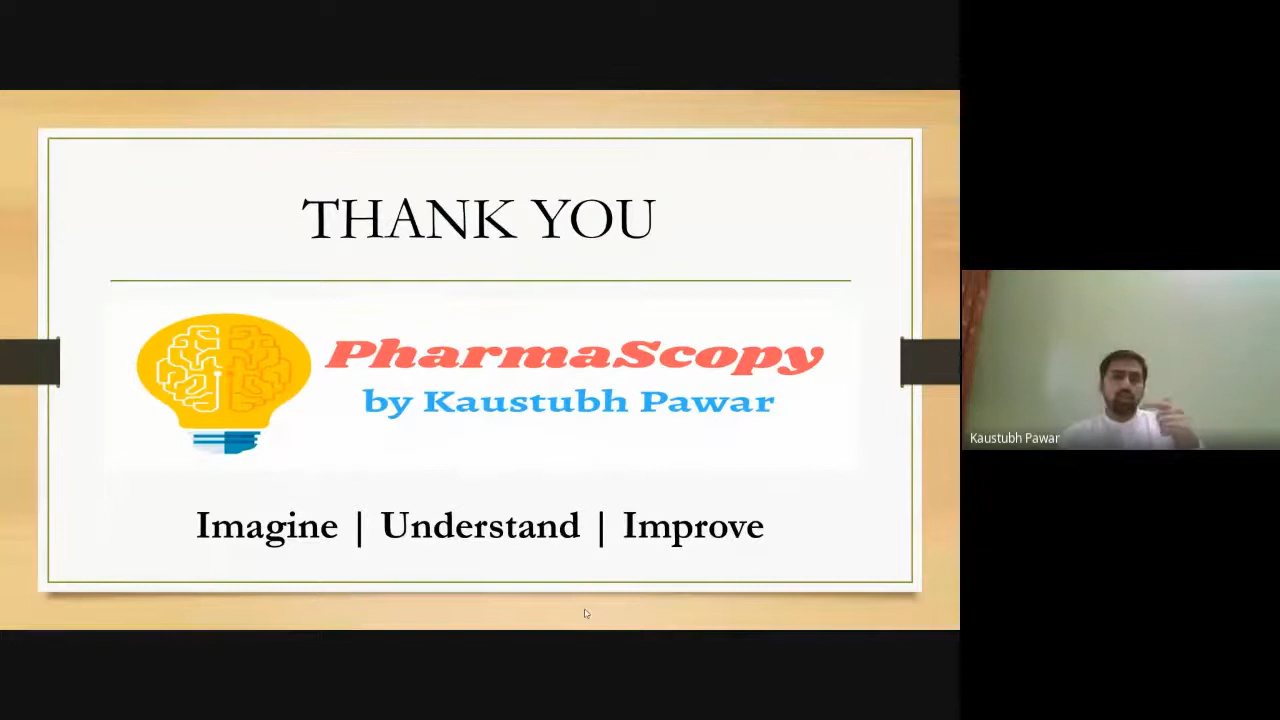 THANK YOU
PharmaScopy
by Kaustubh Pawar
Imagine | Understand | Improve
Kaustubh Pawar